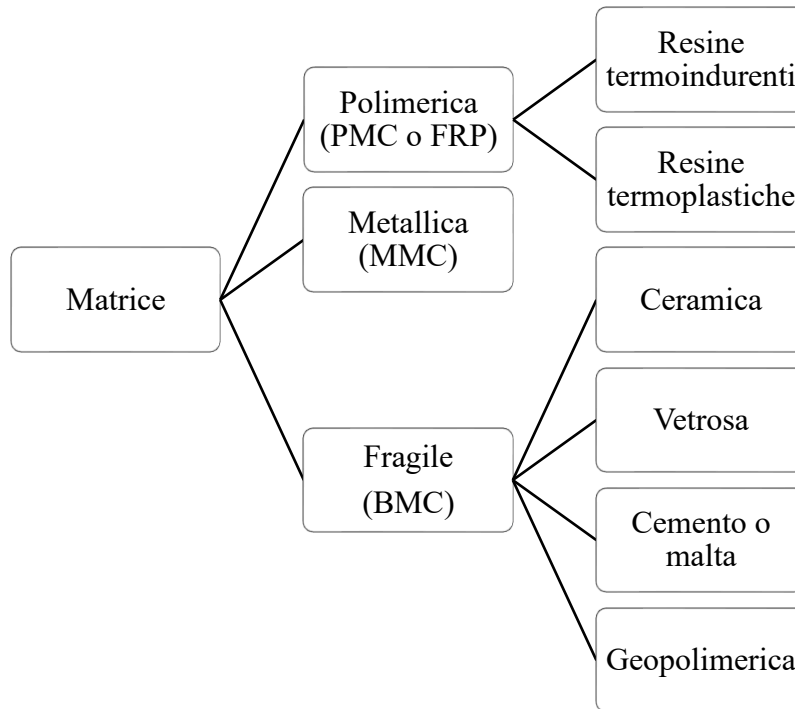 Matrice
Polimerica
(PMC o FRP)
Metallica
(MMC)
Fragile
(BMC)
Resine
termoindurenti
Resine
termoplastiche
Ceramica
Vetrosa
Cemento o
malta
Geopolimerica